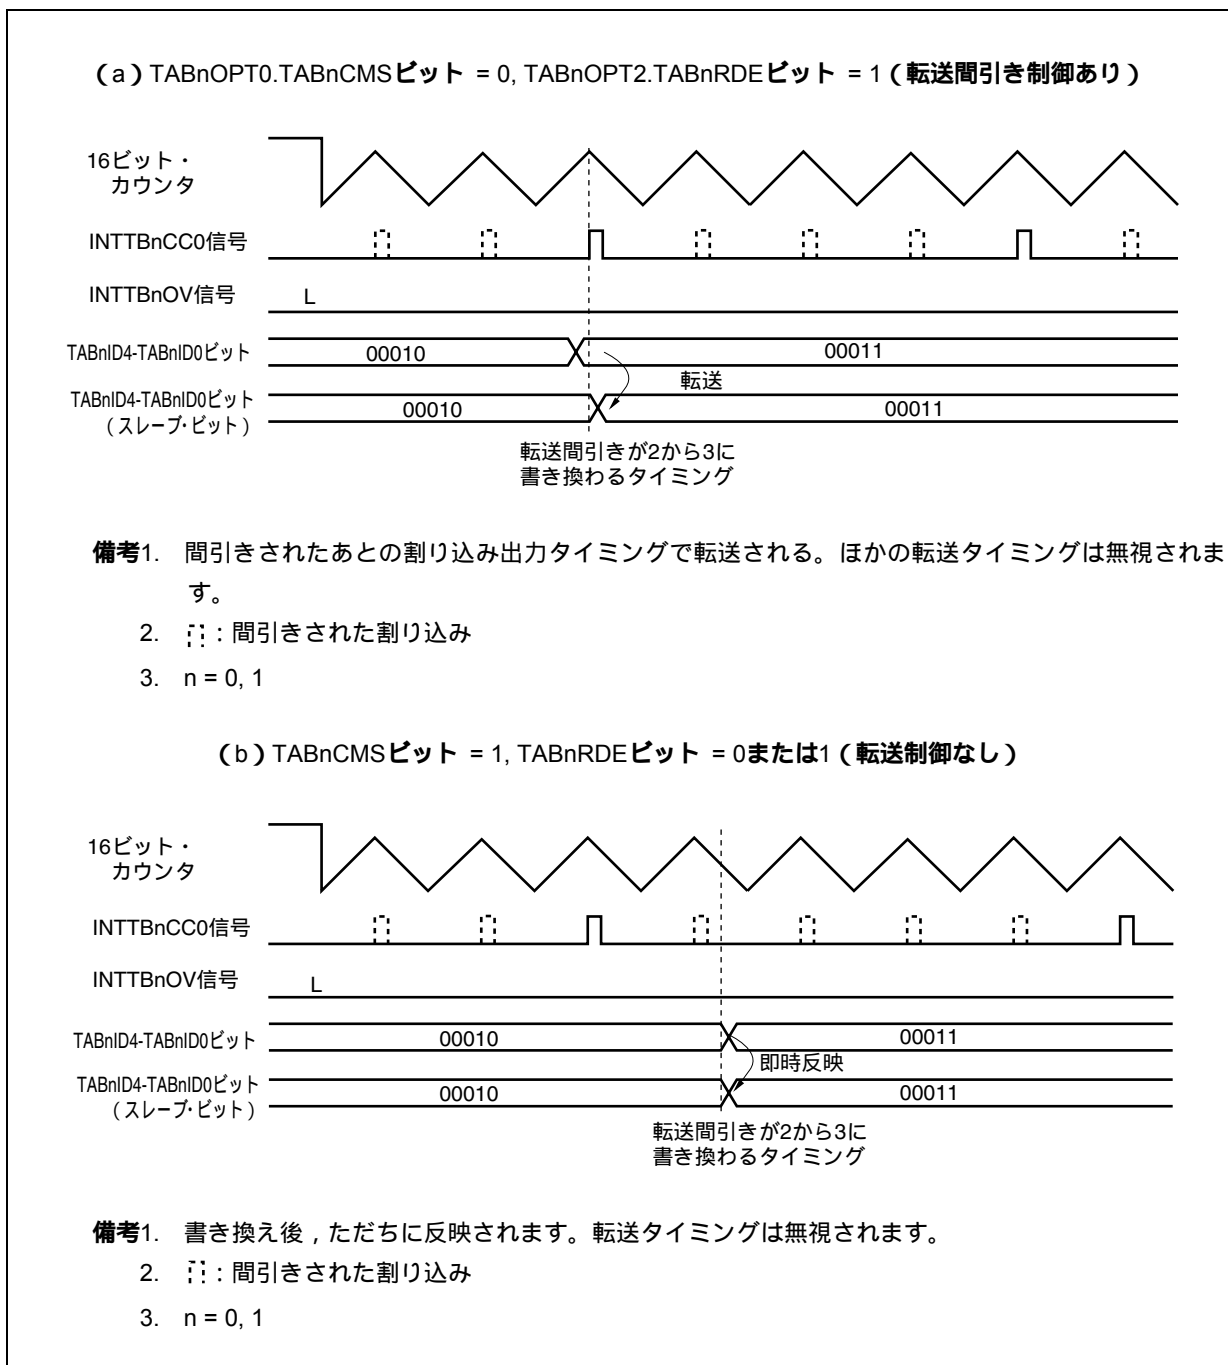 （a）TABnOPT0.TABnCMSビット = 0, TABnOPT2.TABnRDEビット = 1（転送間引き制御あり）
16ビット・
カウンタ
INTTBnCC0信号
INTTBnOV信号 L
TABnID4-TABnID0ビット 00010 00011
転送
TABnID4-TABnID0ビット
（スレーブ・ビット） 00010 00011
転送間引きが2から3に
書き換わるタイミング
備考1. 間引きされたあとの割り込み出力タイミングで転送される。ほかの転送タイミングは無視されま
す。
2. ：間引きされた割り込み
3. n = 0, 1
（b）TABnCMSビット = 1, TABnRDEビット = 0または1（転送制御なし）
16ビット・
カウンタ
INTTBnCC0信号
INTTBnOV信号 L
TABnID4-TABnID0ビット 00010 00011
即時反映
TABnID4-TABnID0ビット
（スレーブ・ビット） 00010 00011
転送間引きが2から3に
書き換わるタイミング
備考1. 書き換え後，ただちに反映されます。転送タイミングは無視されます。
2. ：間引きされた割り込み
3. n = 0, 1